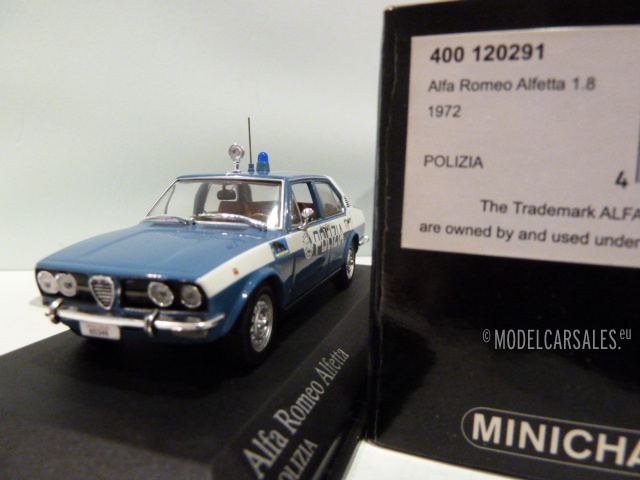 400 120291
Alfa Romeo Alfetta 1.8
1972
POLIZIA
4
The Trademark ALFA
are owned by and used under
© MODELCARSALES.eu
MINICHA
POLIZIA
Alfa Romeo Alfetta
POLIZIA